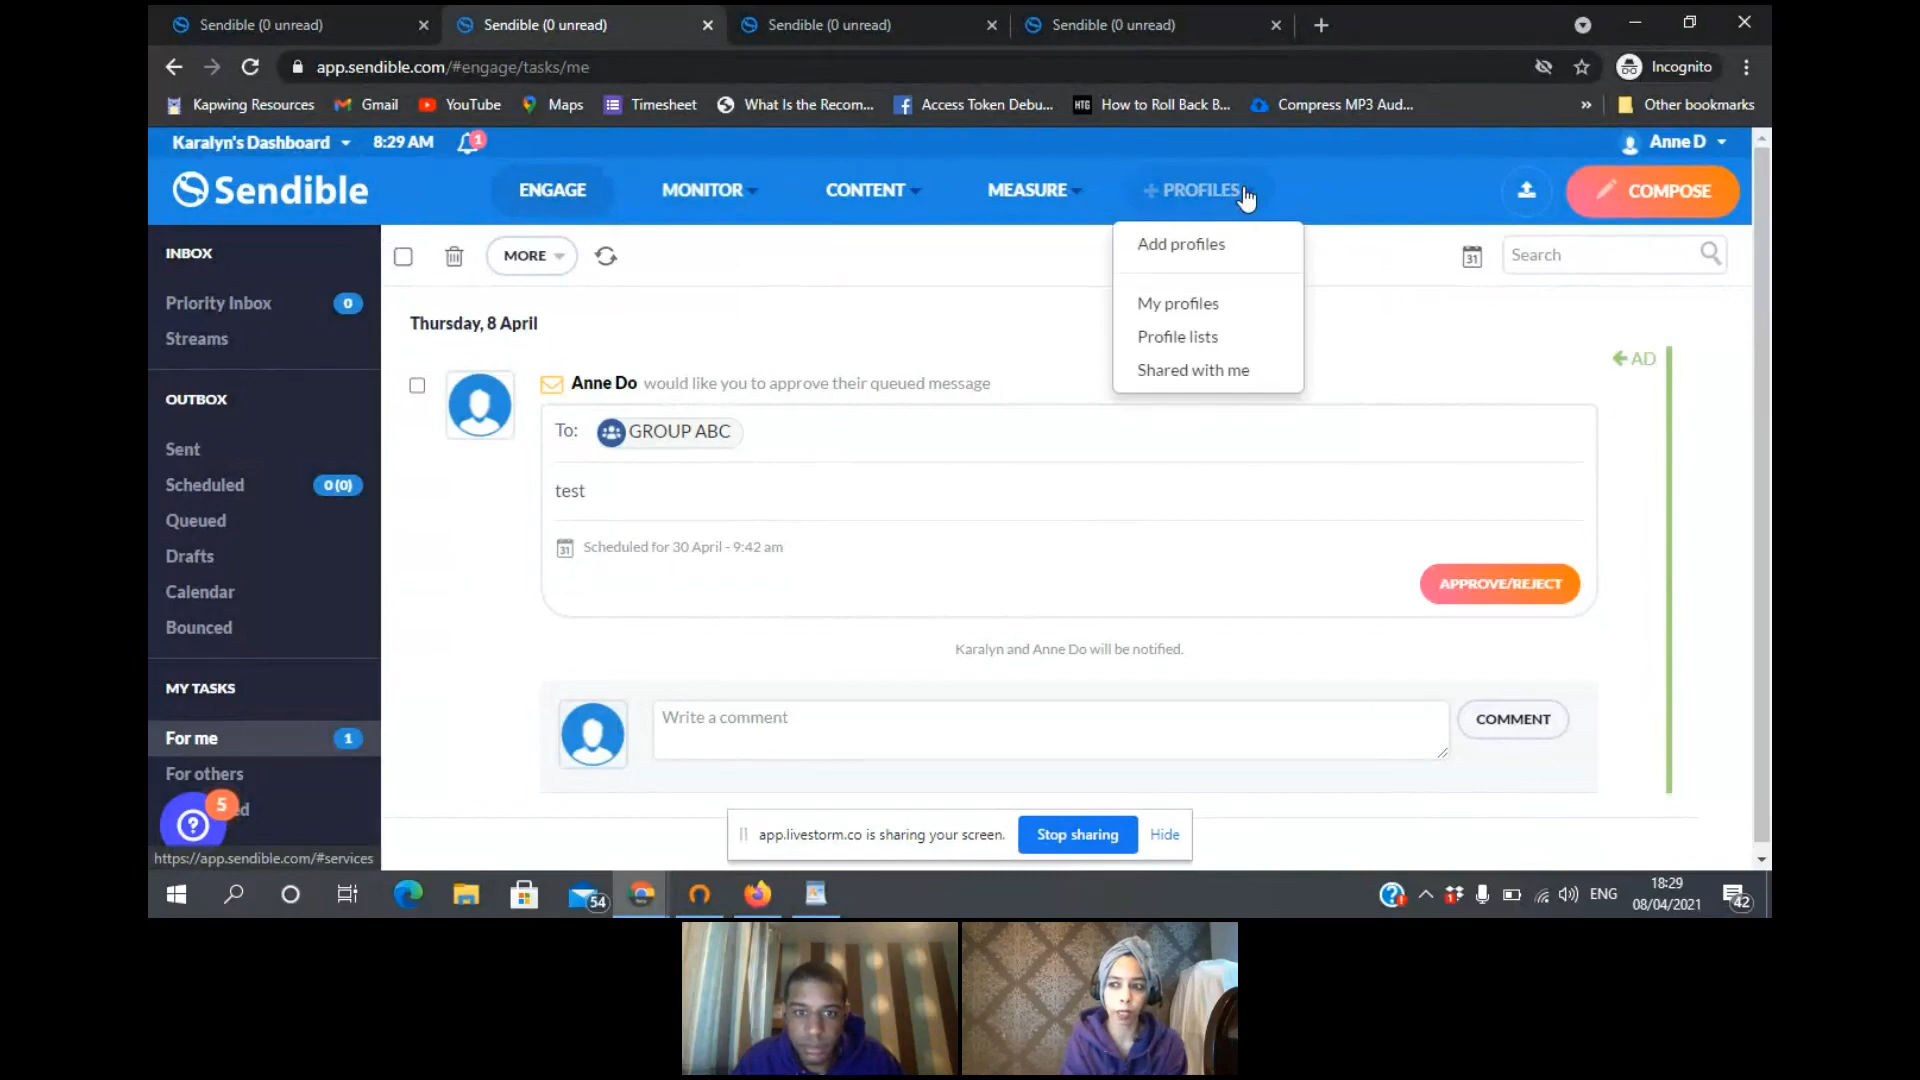 Sendible (0 unread)
Sendible (0 unread)
Sendible (0 unread)
Sendible (0 unread)
app.sendible.com/#engage/tasks/me
Incognito
Kapwing Resources
Gmail
YouTube
Maps
Timesheet
What Is the Recom...
Access Token Debu...
HTG
How to Roll Back B...
Compress MP3 Aud...
»
Other bookmarks
Karalyn's Dashboard
8:29 AM
1
Anne D
Sendible
ENGAGE
MONITOR
CONTENT
MEASURE
+ PROFILES
COMPOSE
INBOX
Priority Inbox
0
Streams
OUTBOX
Sent
Scheduled
0 (0)
Queued
Drafts
Calendar
Bounced
MY TASKS
For me
1
For others
5
ed
https://app.sendible.com/#services
MORE
31
Search
Add profiles
My profiles
Profile lists
Shared with me
Thursday, 8 April
AD
Anne Do would like you to approve their queued message
To: GROUP ABC
test
31 Scheduled for 30 April - 9:42 am
APPROVE/REJECT
Karalyn and Anne Do will be notified.
Write a comment
COMMENT
app.livestorm.co is sharing your screen.
Stop sharing
Hide
54
ENG
18:29
08/04/2021
42